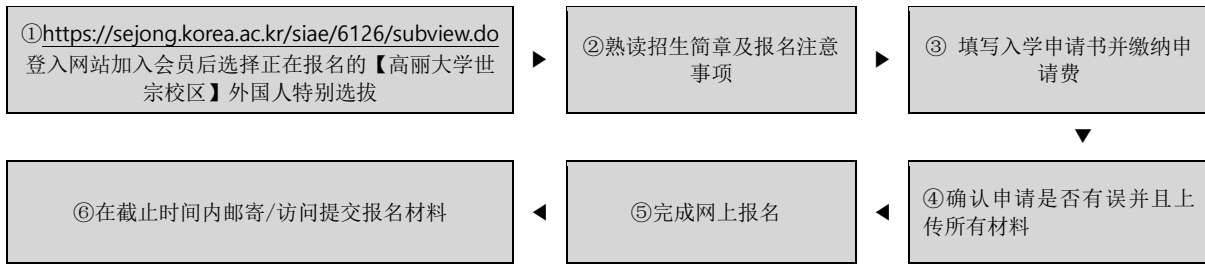 ①https://sejong.korea.ac.kr/siae/6126/subview.do
登入网站加入会员后选择正在报名的【高丽大学世
宗校区】外国人特别选拔
②熟读招生简章及报名注意
事项
③ 填写入学申请书并缴纳申
请费
④确认申请是否有误并且上
传所有材料
⑤完成网上报名
⑥在截止时间内邮寄/访问提交报名材料